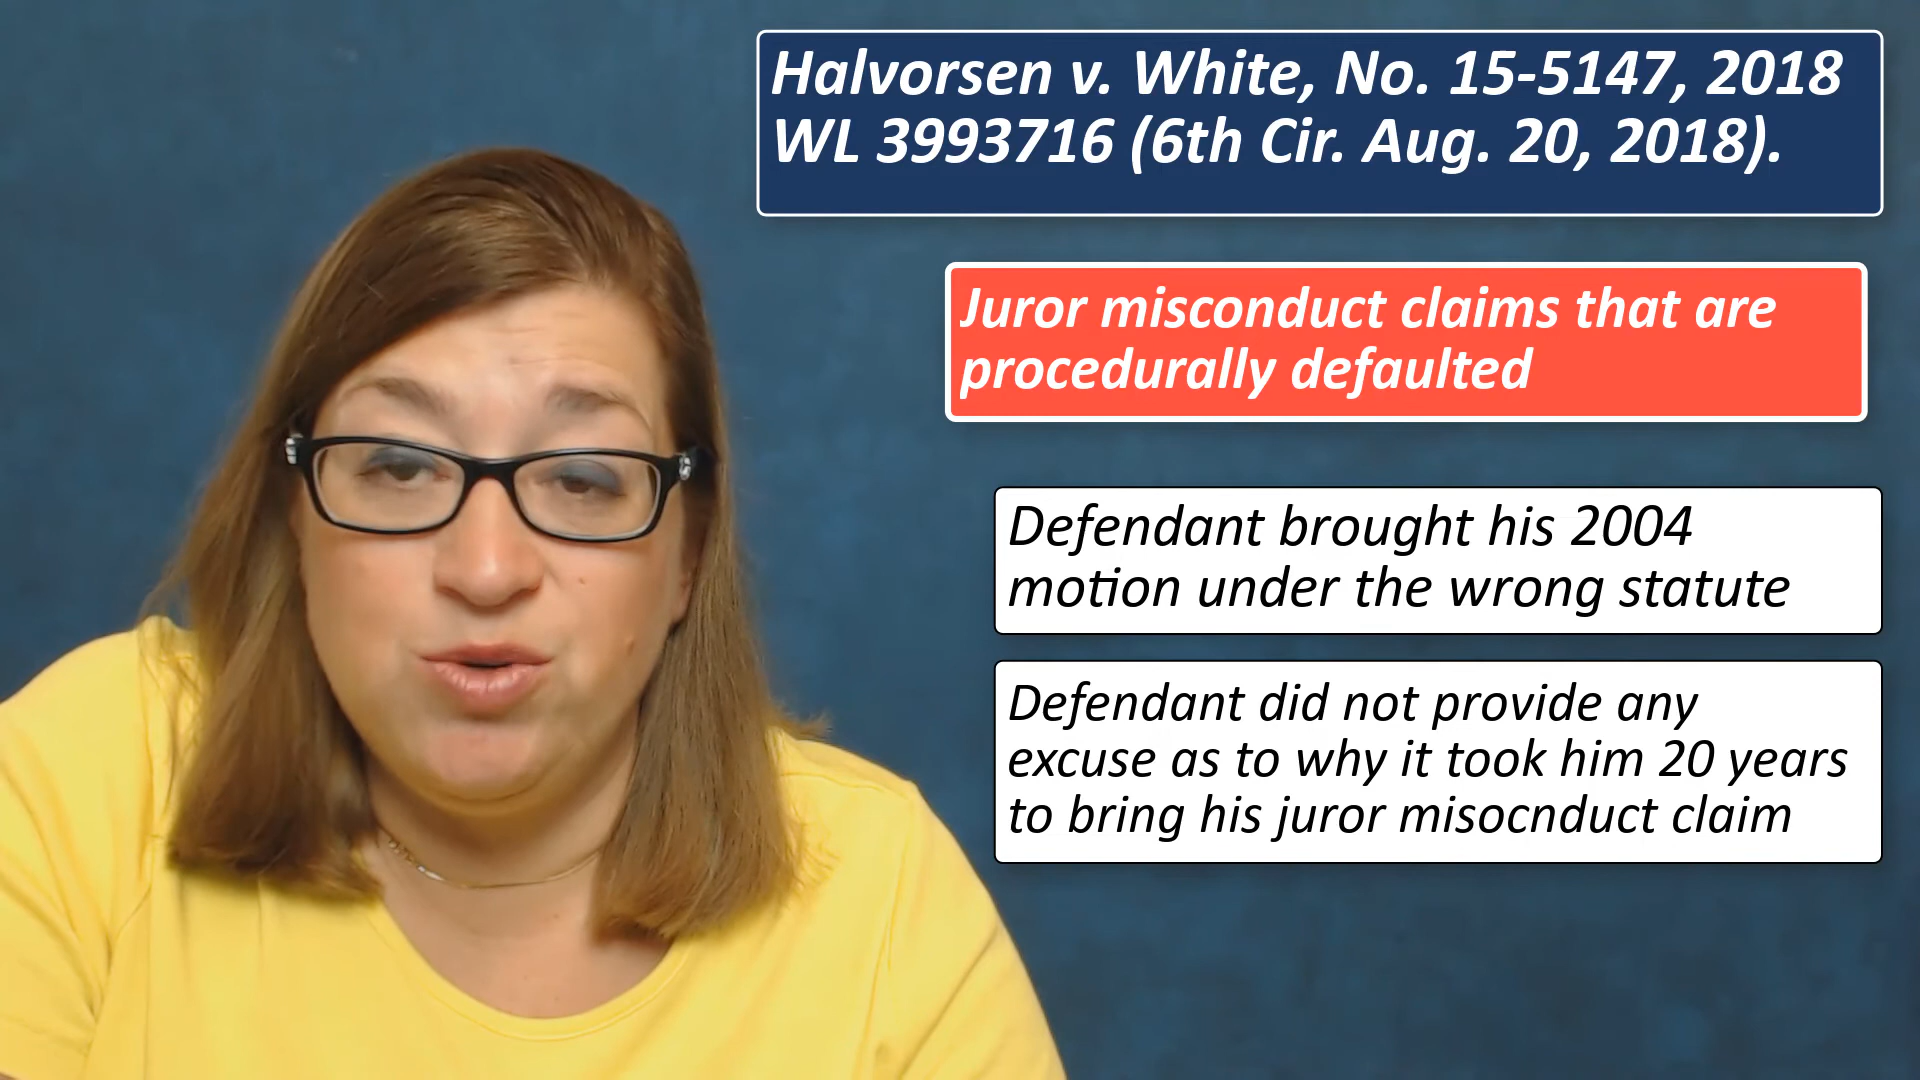 Halvorsen v. White, No. 15-5147, 2018
WL 3993716 (6th Cir. Aug. 20, 2018).
Juror misconduct claims that are
procedurally defaulted
Defendant brought his 2004
motion under the wrong statute
Defendant did not provide any
excuse as to why it took him 20 years
to bring his juror misocnduct claim